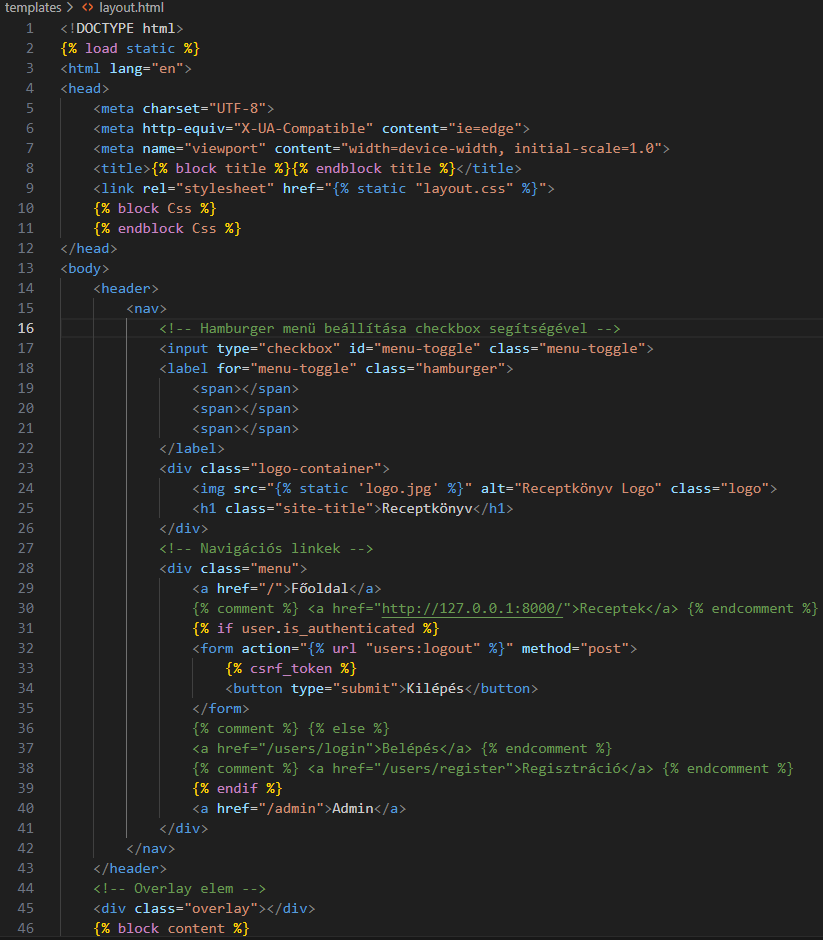 templates > <> layout.html
1 <!DOCTYPE html>
2 {% load static %}
3 <html lang="en">
4 <head>
5     <meta charset="UTF-8">
6     <meta http-equiv="X-UA-Compatible" content="ie=edge">
7     <meta name="viewport" content="width=device-width, initial-scale=1.0">
8     <title>{% block title %}{% endblock title %}</title>
9     <link rel="stylesheet" href="{% static "layout.css" %}">
10     {% block Css %}
11     {% endblock Css %}
12 </head>
13 <body>
14     <header>
15         <nav>
16             <!-- Hamburger menü beállítása checkbox segítségével -->
17             <input type="checkbox" id="menu-toggle" class="menu-toggle">
18             <label for="menu-toggle" class="hamburger">
19                 <span></span>
20                 <span></span>
21                 <span></span>
22             </label>
23             <div class="logo-container">
24                 <img src="{% static 'logo.jpg' %}" alt="Receptkönyv Logo" class="logo">
25                 <h1 class="site-title">Receptkönyv</h1>
26             </div>
27             <!-- Navigációs linkek -->
28             <div class="menu">
29                 <a href="/">Főoldal</a>
30                 {% comment %} <a href="http://127.0.0.1:8000/">Receptek</a> {% endcomment %}
31                 {% if user.is_authenticated %}
32                 <form action="{% url "users:logout" %}" method="post">
33                     {% csrf_token %}
34                     <button type="submit">Kilépés</button>
35                 </form>
36                 {% comment %} {% else %}
37                 <a href="/users/login">Belépés</a> {% endcomment %}
38                 {% comment %} <a href="/users/register">Regisztráció</a> {% endcomment %}
39                 {% endif %}
40                 <a href="/admin">Admin</a>
41             </div>
42         </nav>
43     </header>
44     <!-- Overlay elem -->
45     <div class="overlay"></div>
46     {% block content %}